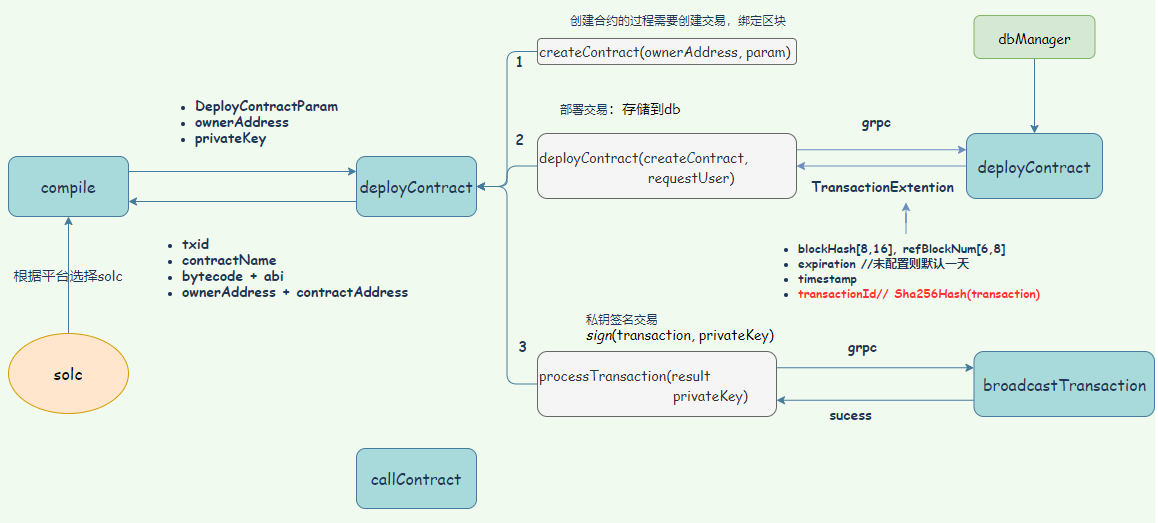 创建合约的过程需要创建交易，绑定区块
createContract(ownerAddress, param)
1
dbManager
DeployContractParam
ownerAddress
privateKey
部署交易：存储到db
2
deployContract(createContract,
requestUser)
grpc
deployContract
TransactionExtention
compile
deployContract
txid
contractName
bytecode + abi
ownerAddress + contractAddress
根据平台选择solc
solc
blockHash[8,16], refBlockNum[6,8]
expiration //未配置则默认一天
timestamp
transactionId// Sha256Hash(transaction)
私钥签名交易
sign(transaction, privateKey)
3
processTransaction(result
privateKey)
grpc
sucess
broadcastTransaction
callContract